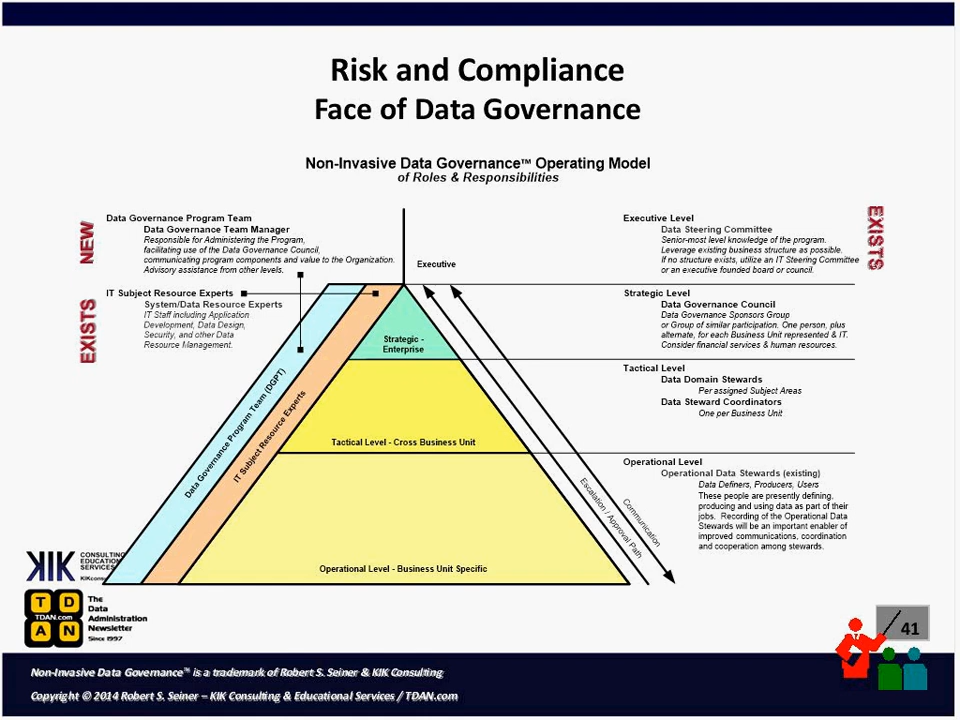 Risk and Compliance
Face of Data Governance
Non-Invasive Data Governance™ Operating Model
of Roles & Responsibilities
NEW
Data Governance Program Team
Data Governance Team Manager
Responsible for Administering the Program,
facilitating use of the Data Governance Council,
communicating program components and value to the Organization.
Advisory assistance from other levels.
EXISTS
IT Subject Resource Experts
System/Data Resource Experts
IT Staff including Application
Development, Data Design,
Security, and other Data
Resource Management.
Executive
Strategic -
Enterprise
Tactical Level - Cross Business Unit
Operational Level - Business Unit Specific
Data Governance Program Team (DGPT)
IT Subject Resource Experts
Escalation / Approval Path
Communication
EXISTS
Executive Level
Data Steering Committee
Senior-most level knowledge of the program.
Leverage existing business structure as possible.
If no structure exists, utilize an IT Steering Committee
or an executive founded board or council.
Strategic Level
Data Governance Council
Data Governance Sponsors Group
or Group of similar participation. One person, plus
alternate, for each Business Unit represented & IT.
Consider financial services & human resources.
Tactical Level
Data Domain Stewards
Per assigned Subject Areas
Data Steward Coordinators
One per Business Unit
Operational Level
Operational Data Stewards (existing)
Data Definers, Producers, Users
These people are presently defining,
producing and using data as part of their
jobs. Recording of the Operational Data
Stewards will be an important enabler of
improved communications, coordination
and cooperation among stewards.
KIK
CONSULTING
EDUCATION
SERVICES
KIKconsu
TD
TDAN.com
AN
The
Data
Administration
Newsletter
Since 1997
41
Non-Invasive Data Governance™ is a trademark of Robert S. Seiner & KIK Consulting
Copyright © 2014 Robert S. Seiner – KIK Consulting & Educational Services / TDAN.com